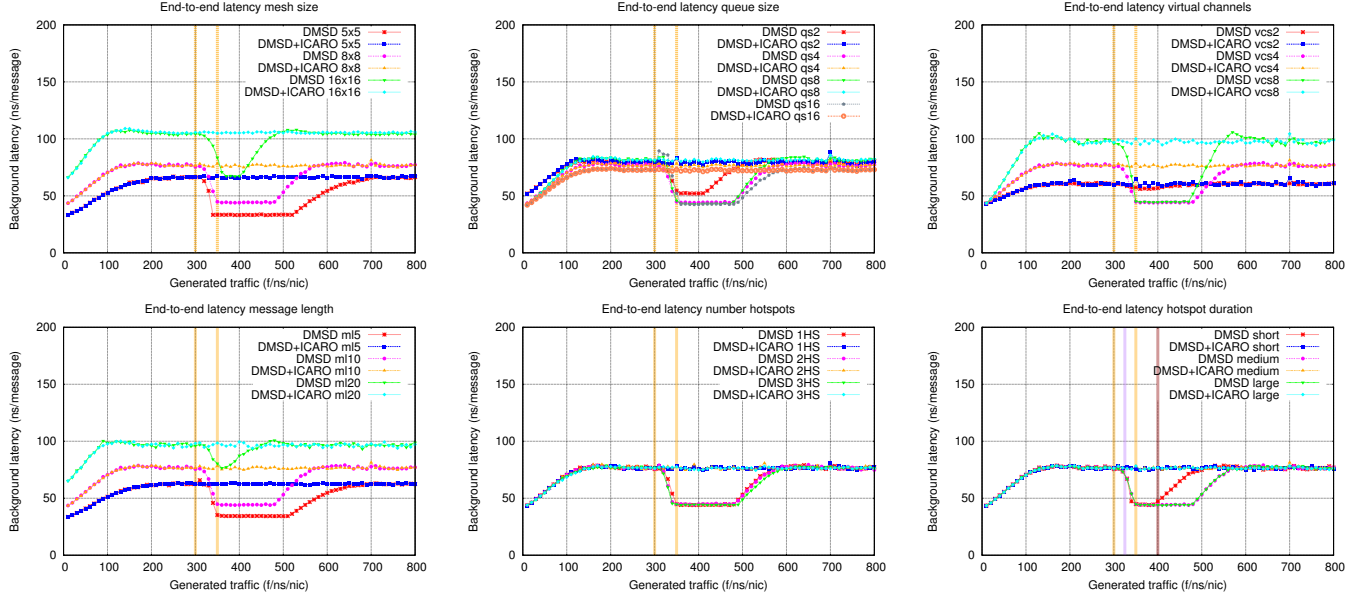 End-to-end latency mesh size
Background latency (ns/message)
200
150
100
50
0
0 100 200 300 400 500 600 700 800
Generated traffic (f/ns/nic)
DMSD 5x5
DMSD+ICARO 5x5
DMSD 8x8
DMSD+ICARO 8x8
DMSD 16x16
DMSD+ICARO 16x16
End-to-end latency queue size
Background latency (ns/message)
200
150
100
50
0
0 100 200 300 400 500 600 700 800
Generated traffic (f/ns/nic)
DMSD qs2
DMSD+ICARO qs2
DMSD qs4
DMSD+ICARO qs4
DMSD qs8
DMSD+ICARO qs8
DMSD qs16
DMSD+ICARO qs16
End-to-end latency virtual channels
Background latency (ns/message)
200
150
100
50
0
0 100 200 300 400 500 600 700 800
Generated traffic (f/ns/nic)
DMSD vcs2
DMSD+ICARO vcs2
DMSD vcs4
DMSD+ICARO vcs4
DMSD vcs8
DMSD+ICARO vcs8
End-to-end latency message length
Background latency (ns/message)
200
150
100
50
0
0 100 200 300 400 500 600 700 800
Generated traffic (f/ns/nic)
DMSD ml5
DMSD+ICARO ml5
DMSD ml10
DMSD+ICARO ml10
DMSD ml20
DMSD+ICARO ml20
End-to-end latency number hotspots
Background latency (ns/message)
200
150
100
50
0
0 100 200 300 400 500 600 700 800
Generated traffic (f/ns/nic)
DMSD 1HS
DMSD+ICARO 1HS
DMSD 2HS
DMSD+ICARO 2HS
DMSD 3HS
DMSD+ICARO 3HS
End-to-end latency hotspot duration
Background latency (ns/message)
200
150
100
50
0
0 100 200 300 400 500 600 700 800
Generated traffic (f/ns/nic)
DMSD short
DMSD+ICARO short
DMSD medium
DMSD+ICARO medium
DMSD large
DMSD+ICARO large